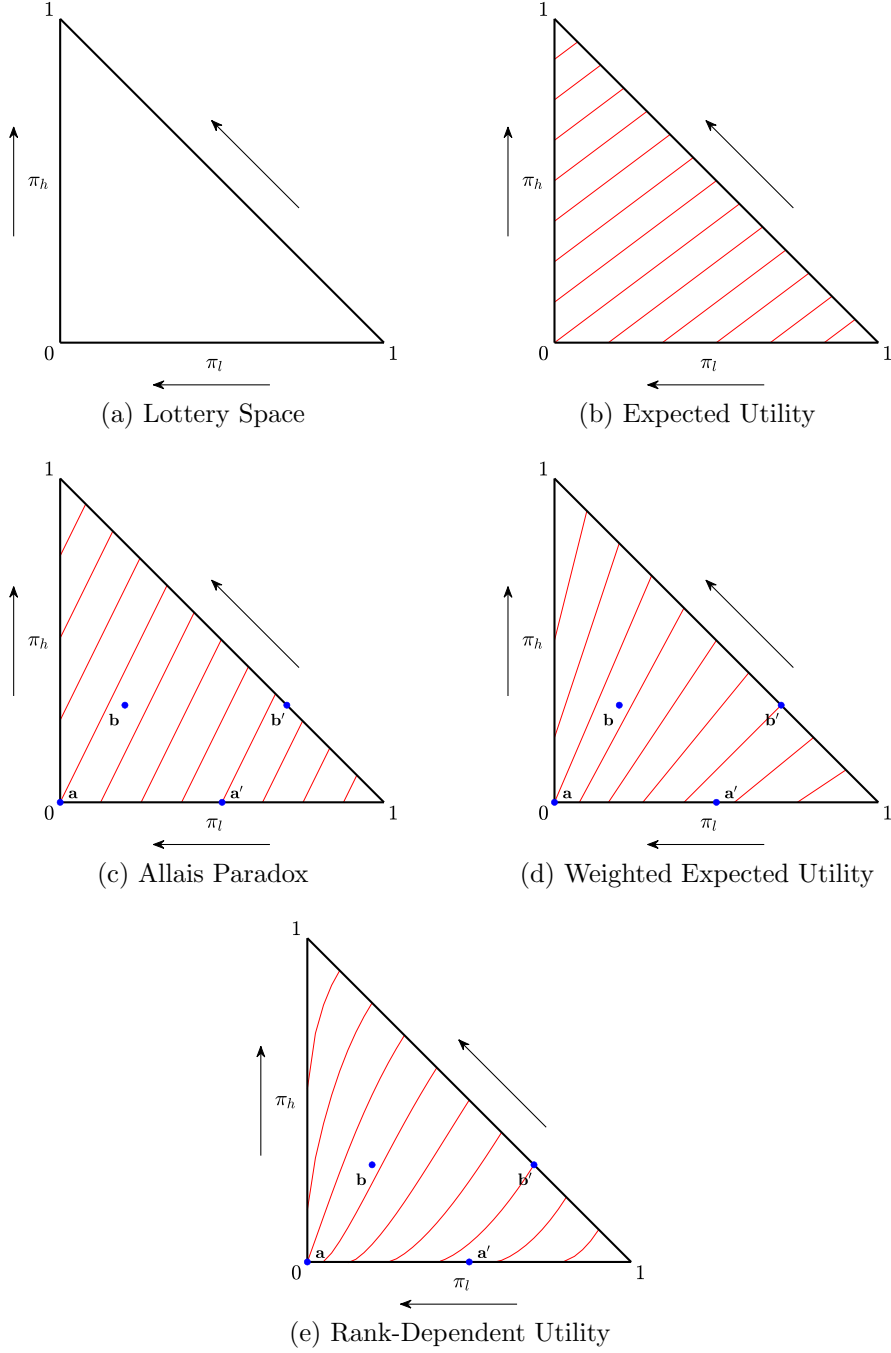 1
1
π_h
π_h
0
π_l
1
0
π_l
1
(a) Lottery Space
(b) Expected Utility
1
1
π_h
π_h
b
b′
b
b′
a
a′
a
a′
0
π_l
1
0
π_l
1
(c) Allais Paradox
(d) Weighted Expected Utility
1
π_h
b
b′
a
a′
0
π_l
1
(e) Rank-Dependent Utility